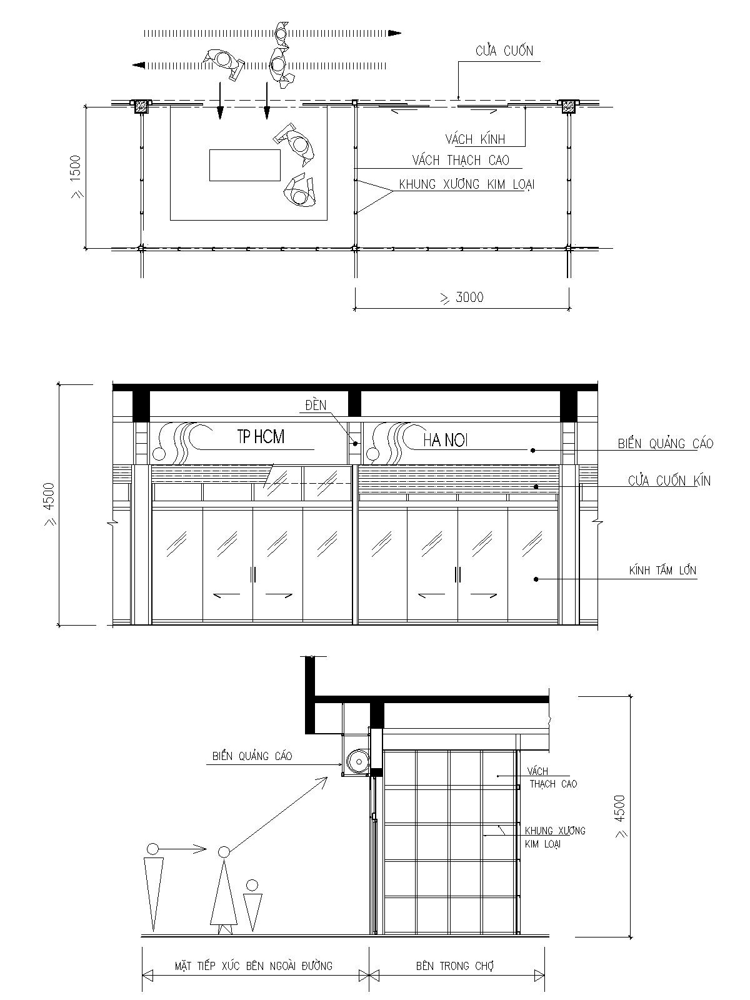 CỬA CUỐN
VÁCH KÍNH
VÁCH THẠCH CAO
KHUNG XƯƠNG KIM LOẠI
≥ 1500
≥ 3000
ĐÈN
TP HCM
HA NOI
BIỂN QUẢNG CÁO
CỬA CUỐN KÍN
≥ 4500
KÍNH TẤM LỚN
BIỂN QUẢNG CÁO
VÁCH
THẠCH CAO
≥ 4500
KHUNG XƯƠNG
KIM LOẠI
MẶT TIẾP XÚC BÊN NGOÀI ĐƯỜNG
BÊN TRONG CHỢ